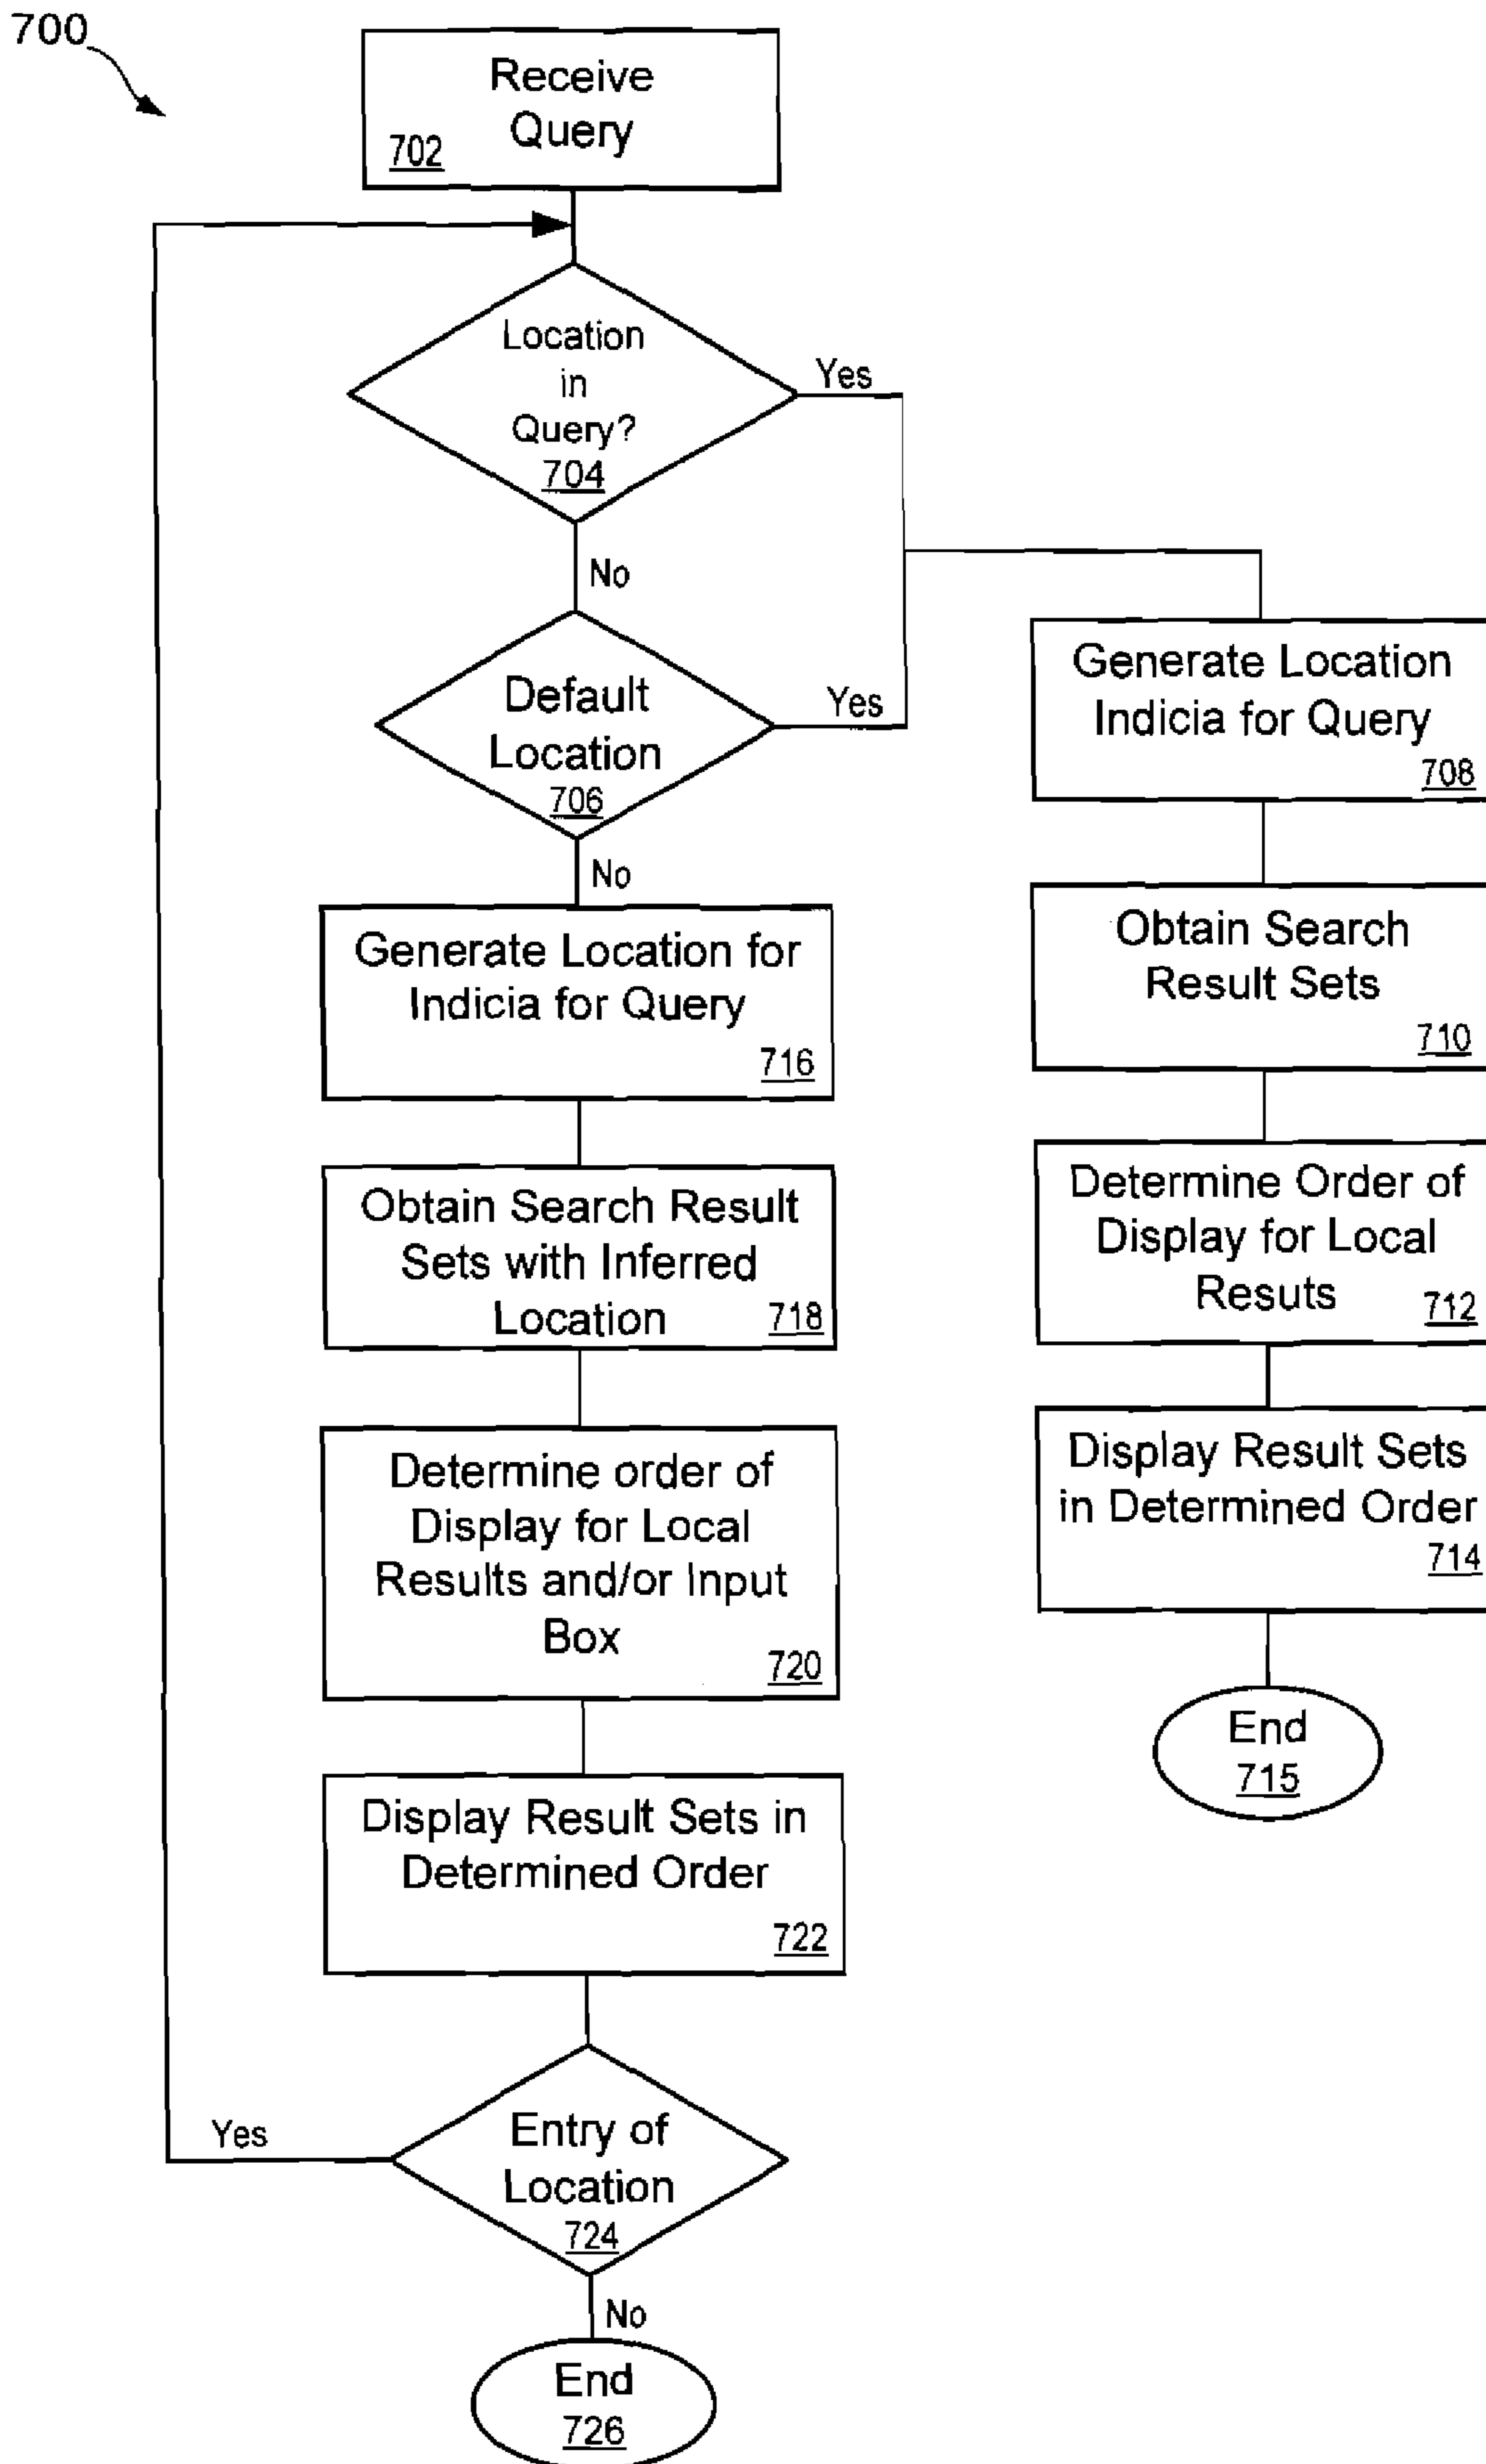 700
Receive
Query
702
Location
in
Query?
704
Yes
No
Default
Location
706
Yes
No
Generate Location
Indicia for Query
708
Obtain Search
Result Sets
710
Determine Order of
Display for Local
Resuts
712
Display Result Sets
in Determined Order
714
End
715
Generate Location for
Indicia for Query
716
Obtain Search Result
Sets with Inferred
Location
718
Determine order of
Display for Local
Results and/or Input
Box
720
Display Result Sets in
Determined Order
722
Entry of
Location
724
Yes
No
End
726